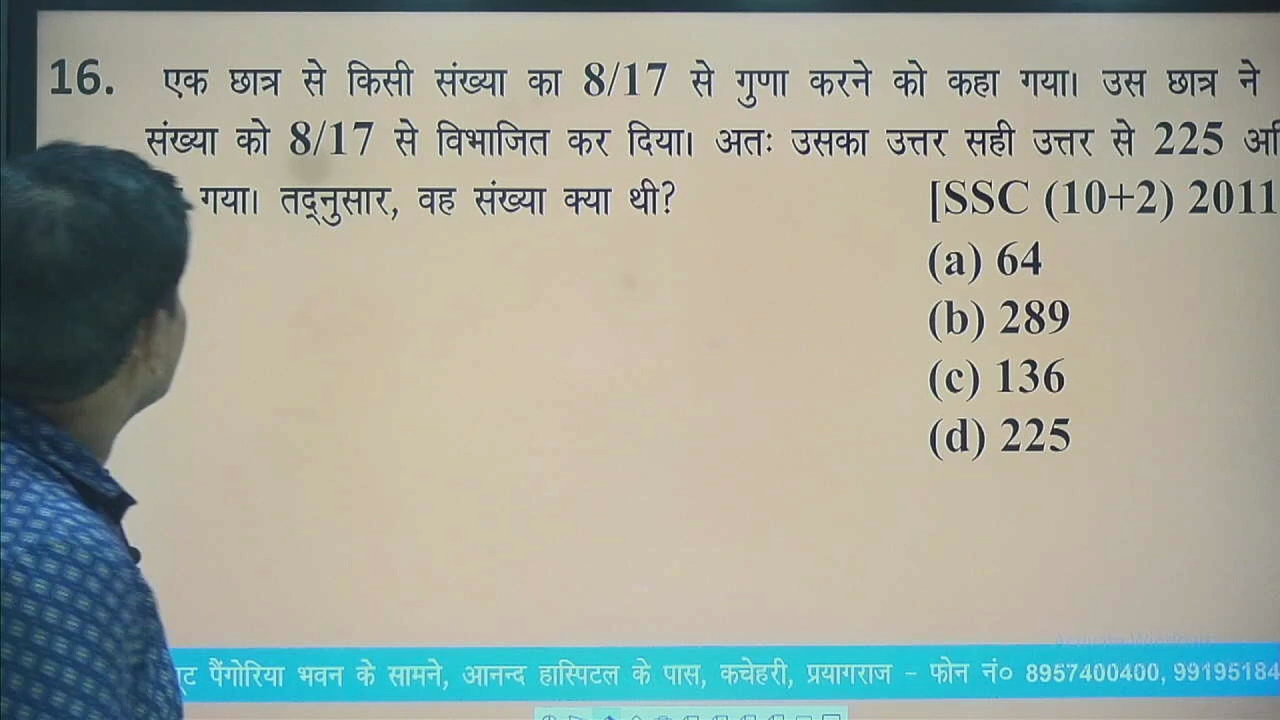 16. एक छात्र से किसी संख्या का 8/17 से गुणा करने को कहा गया। उस छात्र ने
संख्या को 8/17 से विभाजित कर दिया। अतः उसका उत्तर सही उत्तर से 225
गया। तद्नुसार, वह संख्या क्या थी? [SSC (10+2) 2011
(a) 64
(b) 289
(c) 136
(d) 225
पैंगोरिया भवन के सामने, आनन्द हास्पिटल के पास, कचेहरी, प्रयागराज - फोन नं० 8957400400, 99195184